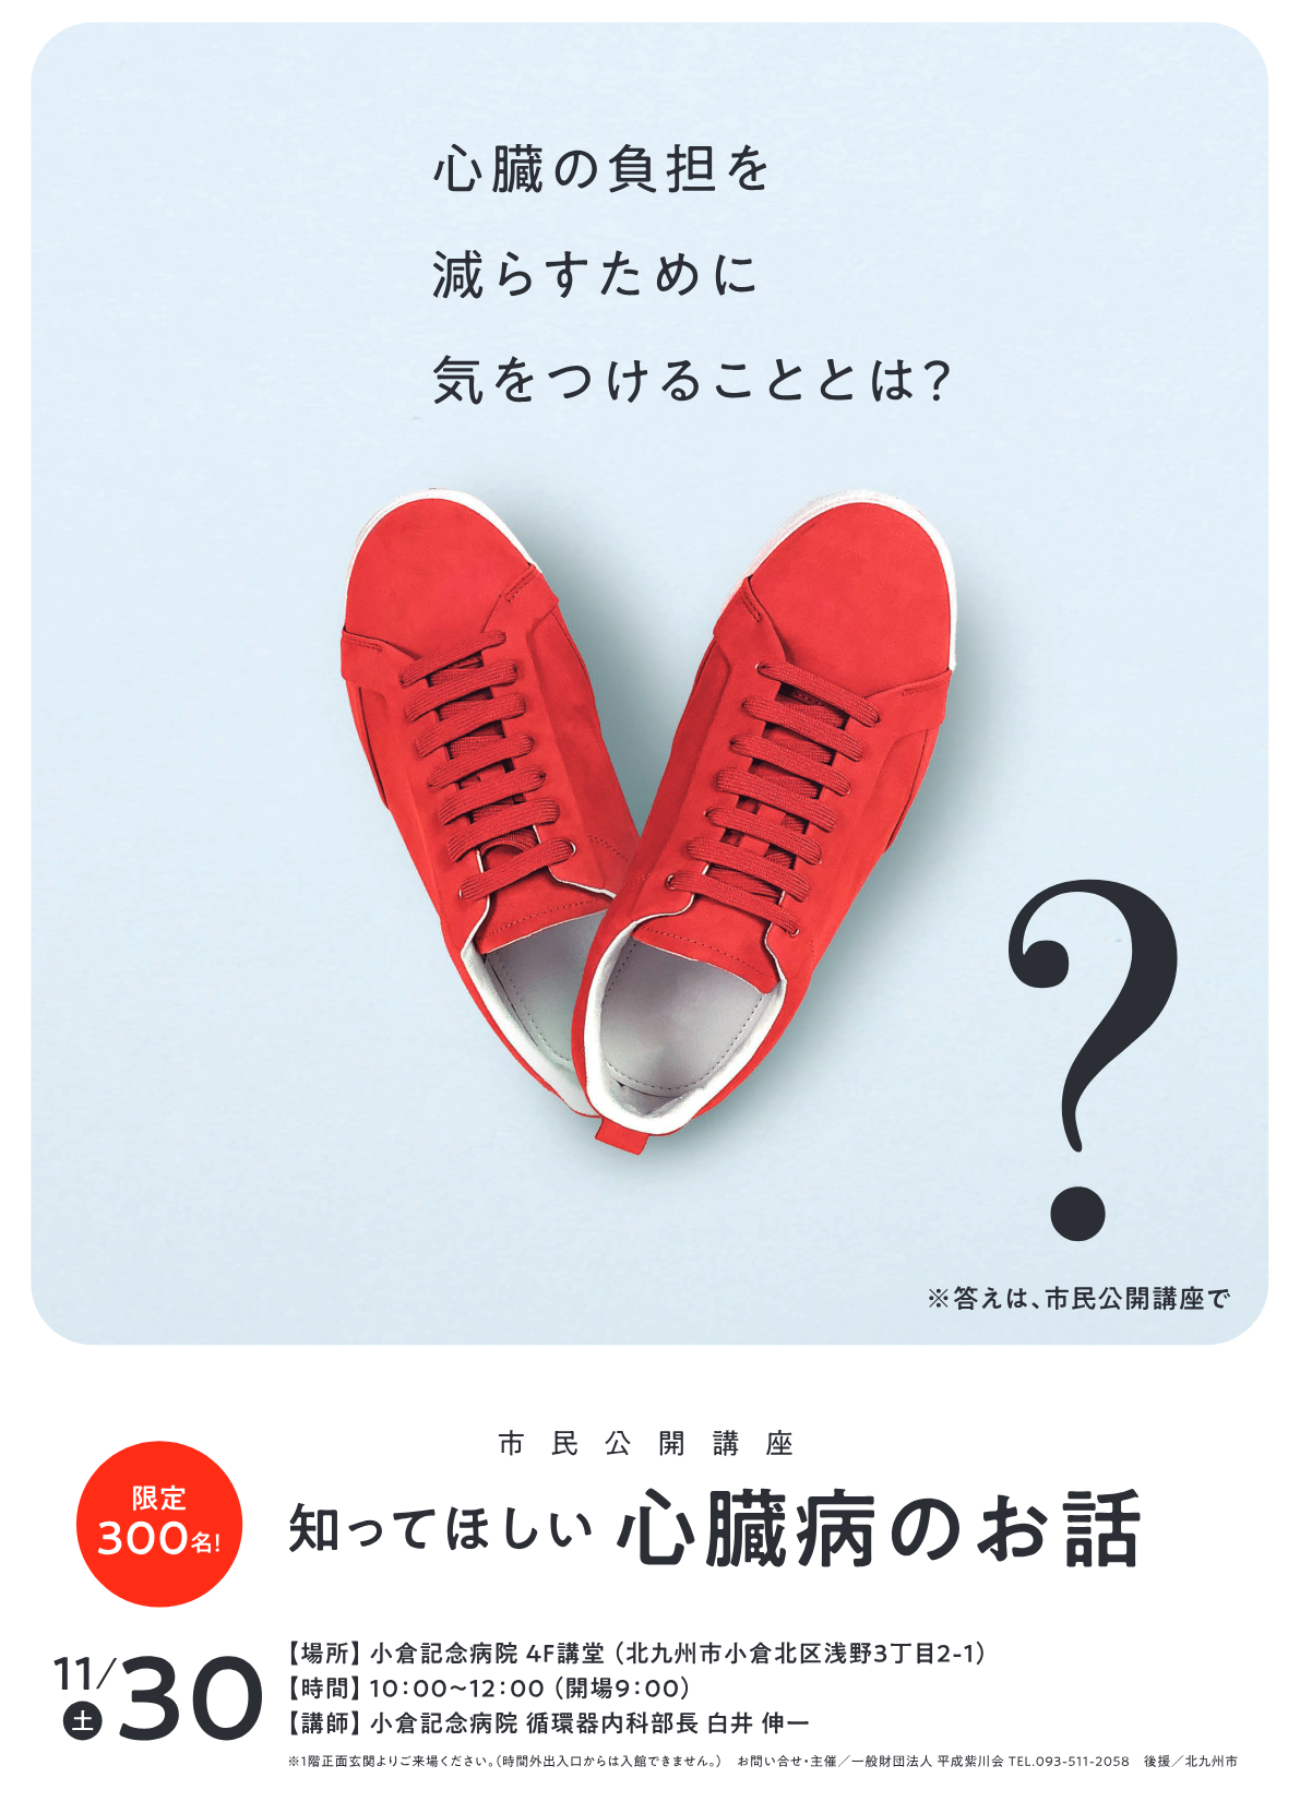 心臓の負担を
減らすために
気をつけることとは?
?
※答えは、市民公開講座で
市民公開講座
限定
300名!
知ってほしい 心臓病のお話
11/30
土
【場所】小倉記念病院 4F講堂（北九州市小倉北区浅野3丁目2-1）
【時間】10:00~12:00（開場9:00）
【講師】小倉記念病院 循環器内科部長 白井 伸一
※1階正面玄関よりご来場ください。（時間外出入口からは入館できません。） お問い合せ・主催／一般財団法人 平成紫川会 TEL.093-511-2058 後援／北九州市